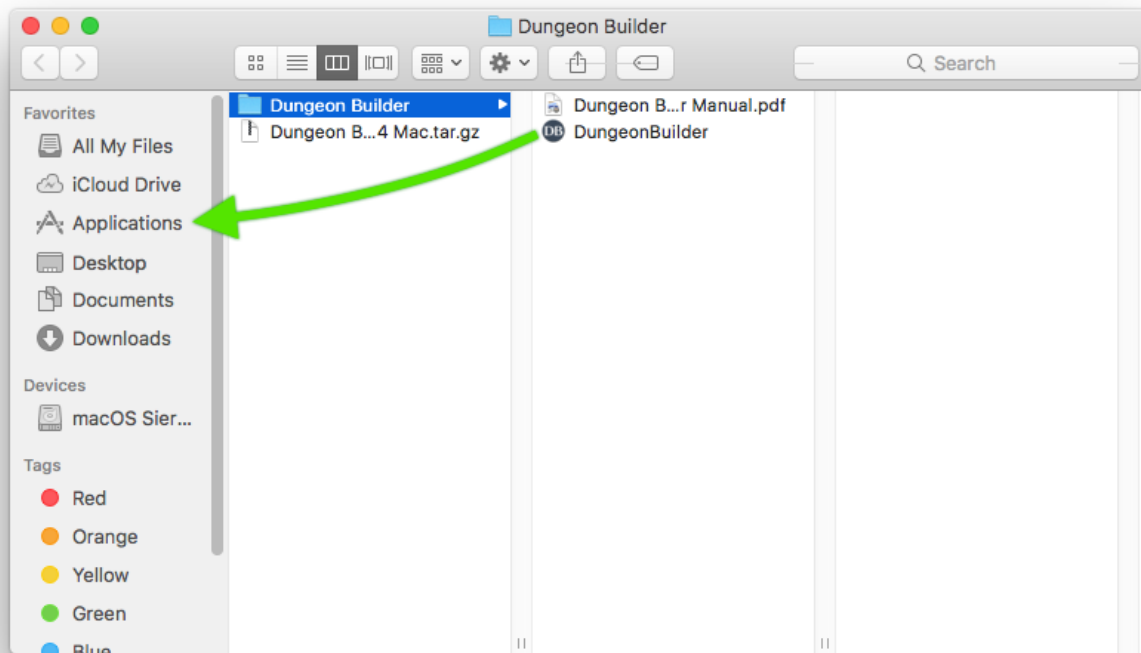 Dungeon Builder
Search
Favorites
All My Files
iCloud Drive
Applications
Desktop
Documents
Downloads
Devices
macOS Sier...
Tags
Red
Orange
Yellow
Green
Blue
Dungeon Builder
Dungeon B...4 Mac.tar.gz
Dungeon B...r Manual.pdf
DB DungeonBuilder